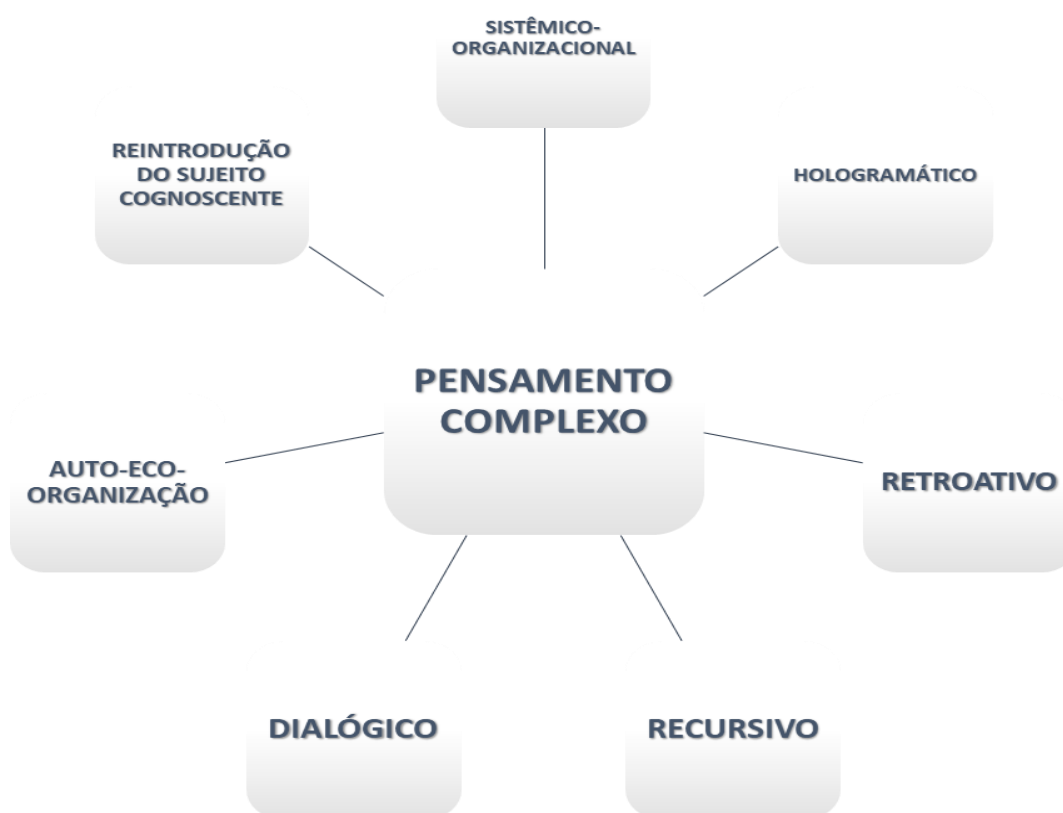 SISTÊMICO-
ORGANIZACIONAL
REINTRODUÇÃO
DO SUJEITO
COGNOSCENTE
HOLOGRAMÁTICO
PENSAMENTO
COMPLEXO
AUTO-ECO-
ORGANIZAÇÃO
RETROATIVO
DIALÓGICO
RECURSIVO